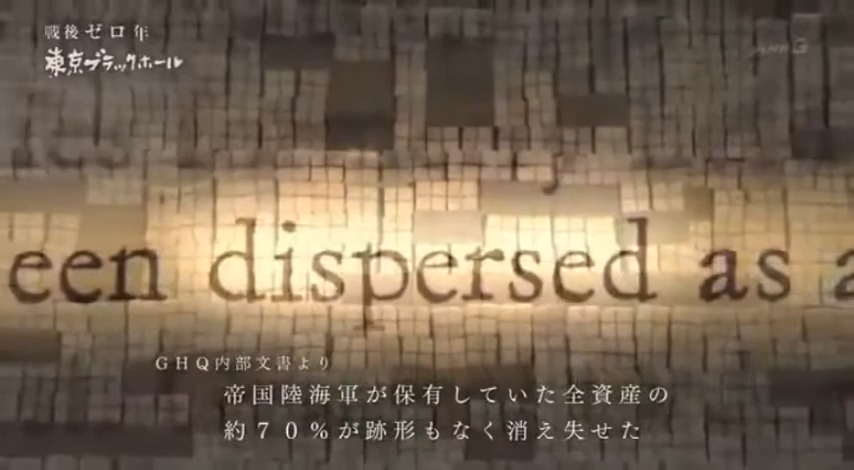 戦後ゼロ年
東京ブラックホール
een dispersed as a
GHQ内部文書より
帝国陸海軍が保有していた全資産の
約70%が跡形もなく消え失せた